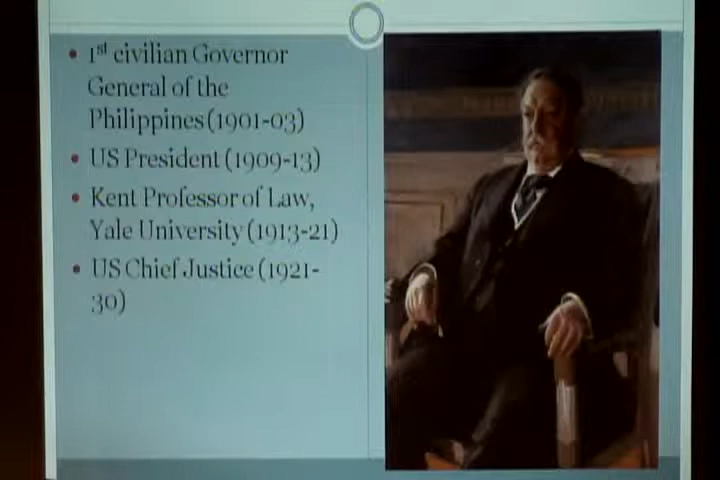 1st civilian Governor
General of the
Philippines (1901-03)
US President (1909-13)
Kent Professor of Law,
Yale University (1913-21)
US Chief Justice (1921-
30)